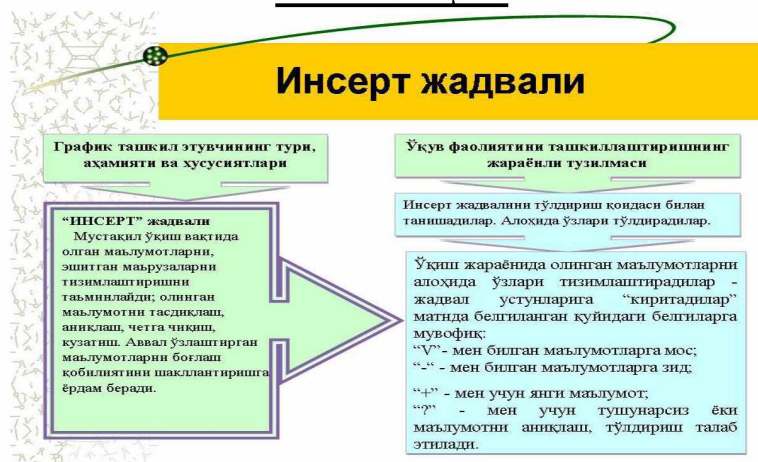 Инсерт жадвали
График ташкил этувчининг тури,
аҳамияти ва хусусиятлари
“ИНСЕРТ” жадвали
Мустақил ўқиш вақтида
олган маълумотларни,
эшитган маърузаларни
тизимлаштиришни
таъминлайди; олинган
маълумотни тасдиқлаш,
аниқлаш, четга чиқиш,
кузатиш. Аввал ўзлаштирган
маълумотларни боғлаш
қобилиятини шакллантиришга
ёрдам беради.
Ўқув фаолиятини ташкиллаштиришнинг
жараёнли тузилмаси
Инсерт жадвалини тўлдириш қоидаси билан
танишадилар. Алоҳида ўзлари тўлдирадилар.
Ўқиш жараёнида олинган маълумотларни
алоҳида ўзлари тизимлаштирадилар -
жадвал устунларига “киритадилар”
матнда белгиланган қуйидаги белгиларга
мувофиқ:
“V”- мен билган маълумотларга мос;
“-“ - мен билган маълумотларга зид;
“+” - мен учун янги маълумот;
“?” - мен учун тушунарсиз ёки
маълумотни аниқлаш, тўлдириш талаб
этилади.